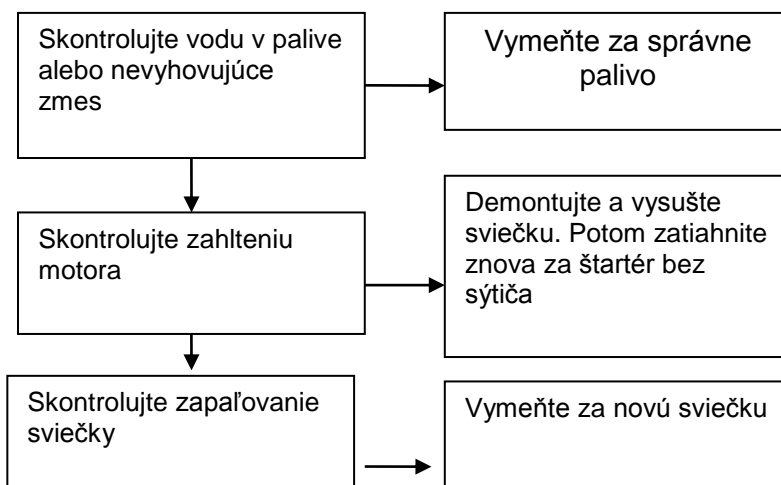 Skontrolujte vodu v palive
alebo nevyhovujúce
zmes
Vymeňte za správne
palivo
Skontrolujte zahlteniu
motora
Demontujte a vysušte
sviečku. Potom zatiahnite
znova za štartér bez
sýtiča
Skontrolujte zapaľovanie
sviečky
Vymeňte za novú sviečku